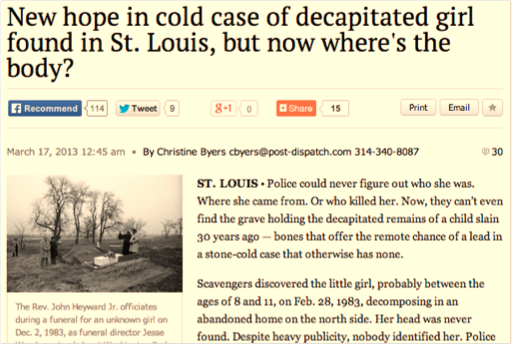 New hope in cold case of decapitated girl
found in St. Louis, but now where's the
body?
Recommend 114 Tweet 9 g+1 0 Share 15 Print Email
March 17, 2013 12:45 am • By Christine Byers cbyers@post-dispatch.com 314-340-8087 30
ST. LOUIS • Police could never figure out who she was.
Where she came from. Or who killed her. Now, they can't even
find the grave holding the decapitated remains of a child slain
30 years ago — bones that offer the remote chance of a lead in
a stone-cold case that otherwise has none.
Scavengers discovered the little girl, probably between the
ages of 8 and 11, on Feb. 28, 1983, decomposing in an
abandoned home on the north side. Her head was never
found. Despite heavy publicity, nobody identified her. Police
The Rev. John Heyward Jr. officiates
during a funeral for an unknown girl on
Dec. 2, 1983, as funeral director Jesse